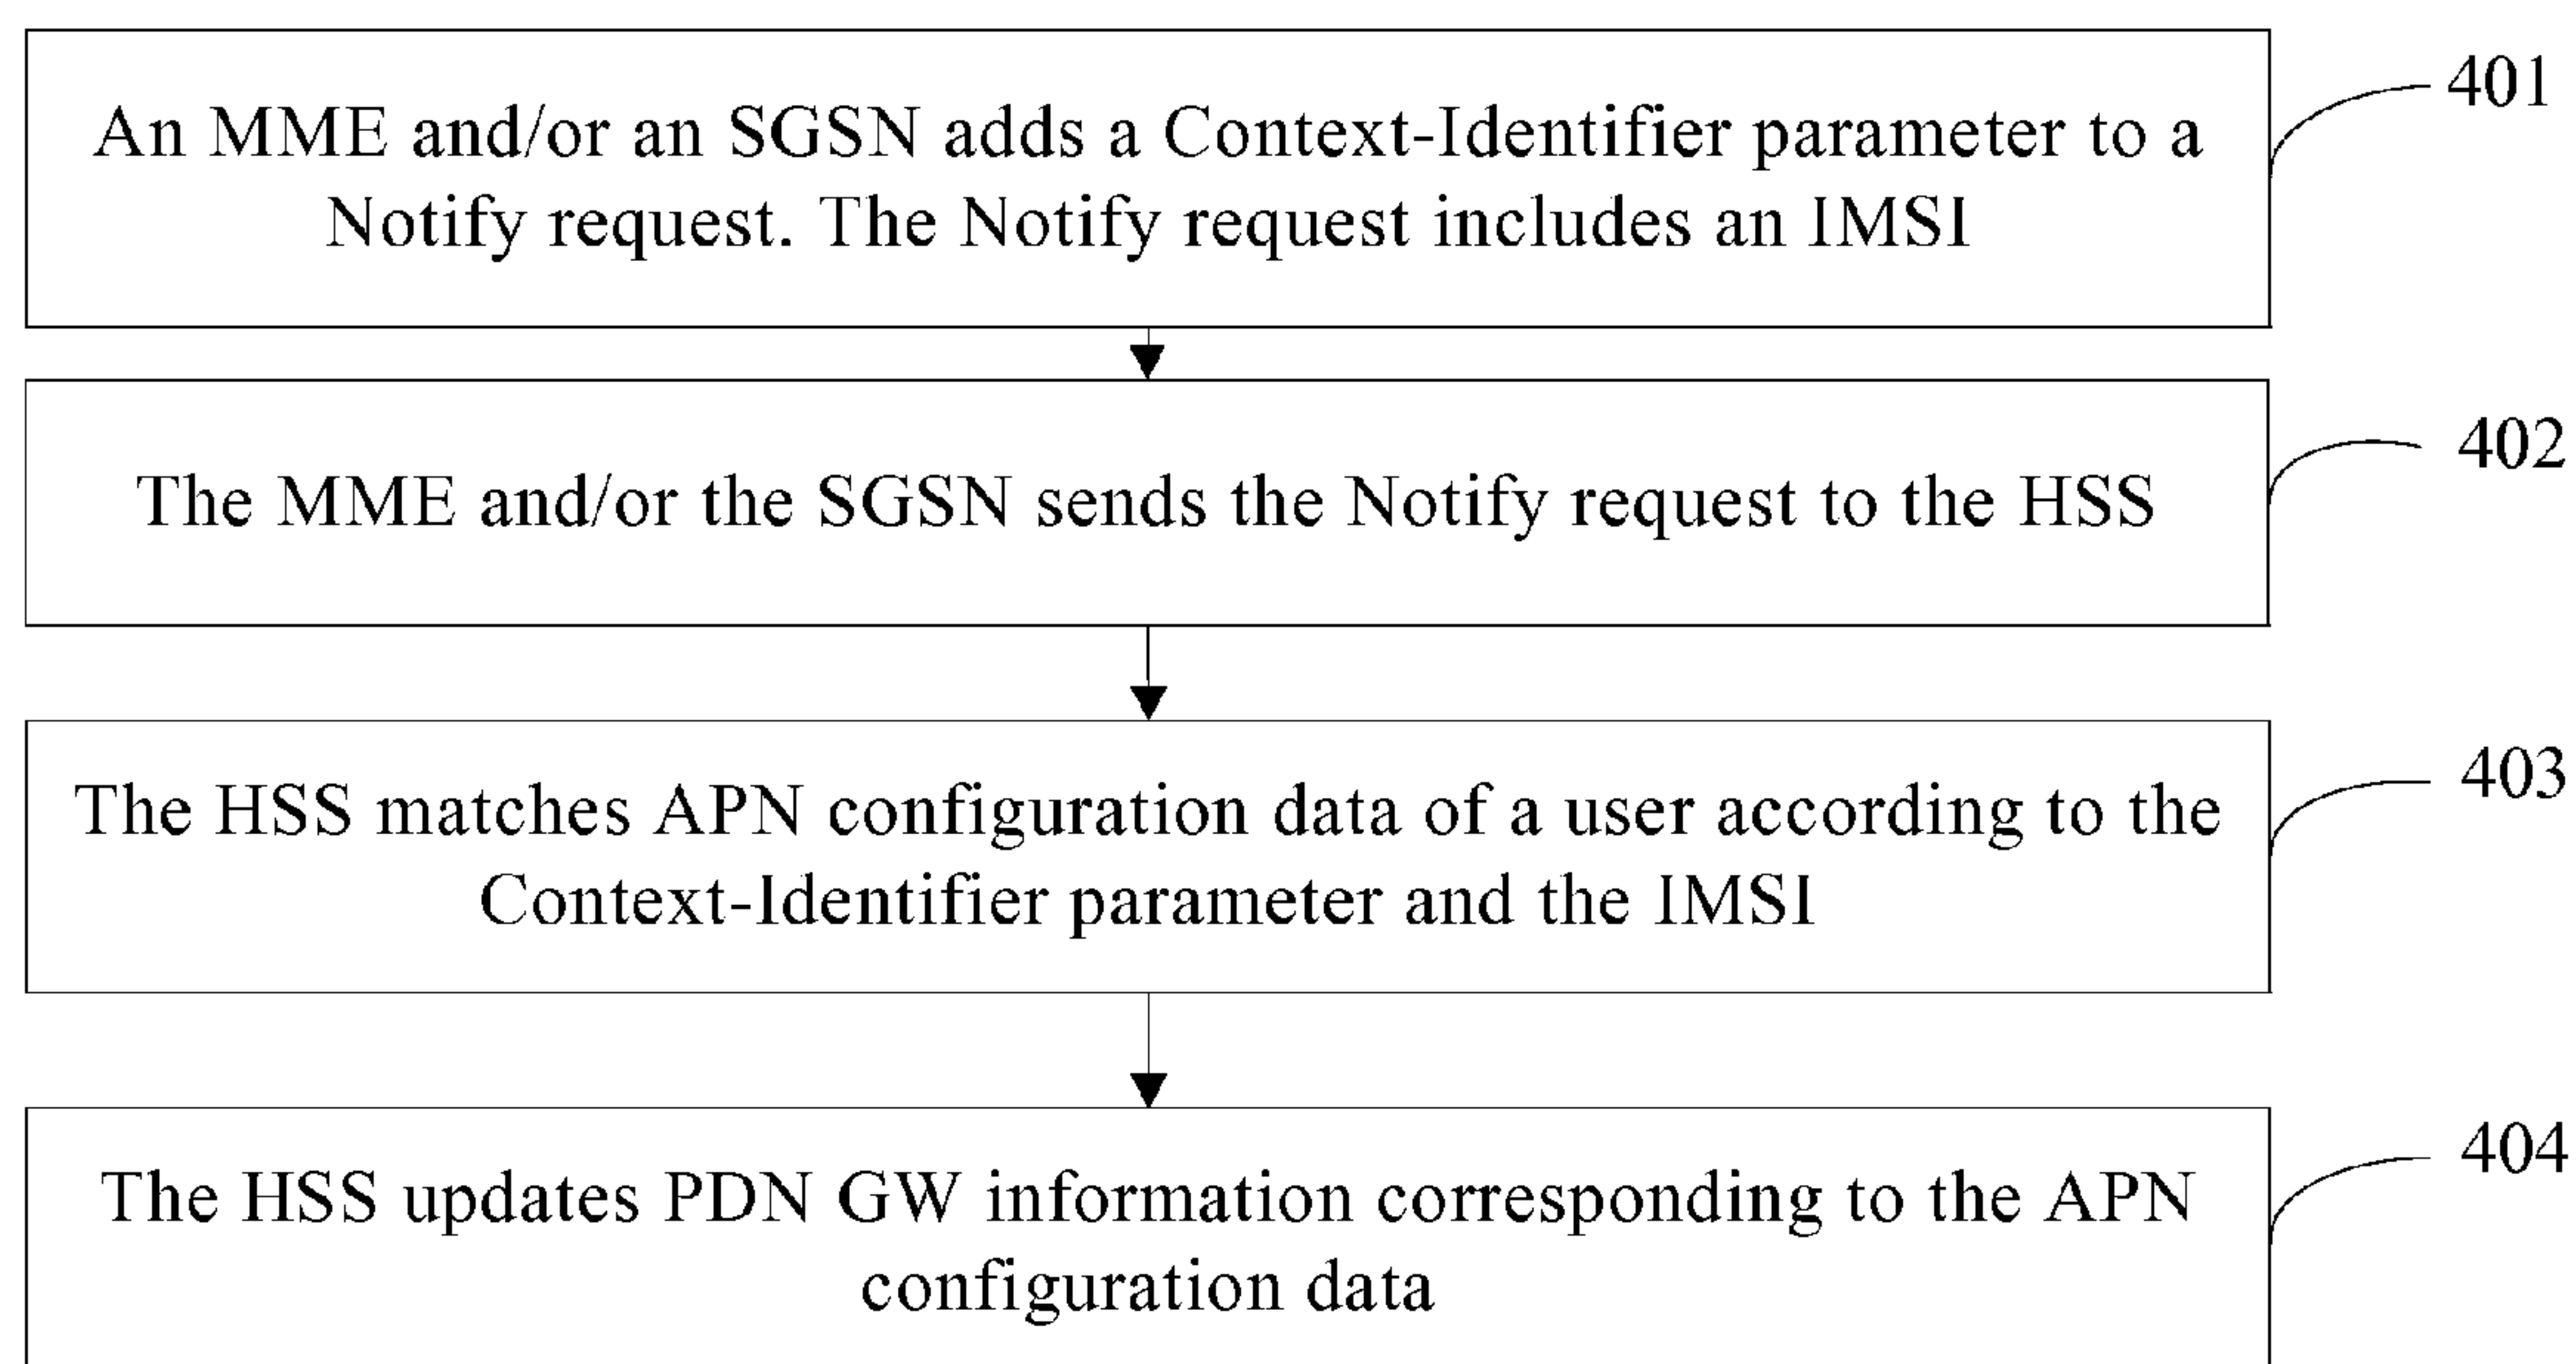 An MME and/or an SGSN adds a Context-Identifier parameter to a
Notify request. The Notify request includes an IMSI
401
The MME and/or the SGSN sends the Notify request to the HSS
402
The HSS matches APN configuration data of a user according to the
Context-Identifier parameter and the IMSI
403
The HSS updates PDN GW information corresponding to the APN
configuration data
404